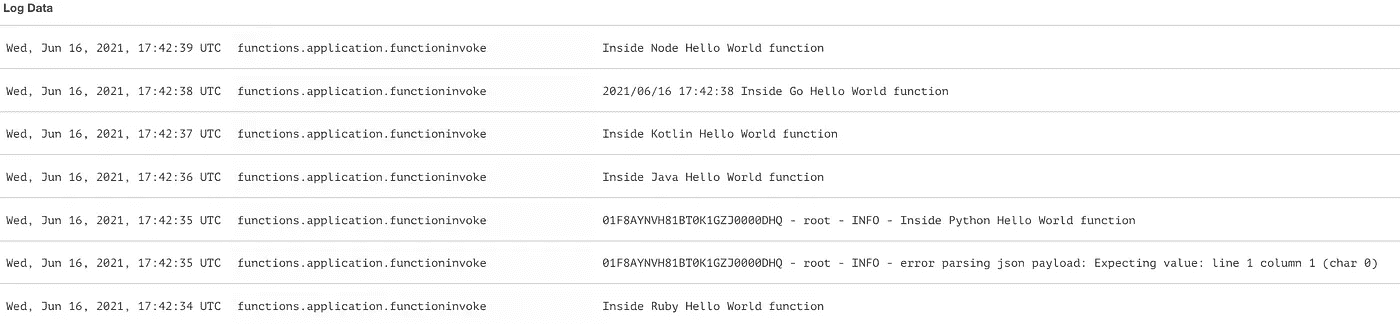 Log Data
Wed, Jun 16, 2021, 17:42:39 UTC functions.application.functioninvoke Inside Node Hello World function
Wed, Jun 16, 2021, 17:42:38 UTC functions.application.functioninvoke 2021/06/16 17:42:38 Inside Go Hello World function
Wed, Jun 16, 2021, 17:42:37 UTC functions.application.functioninvoke Inside Kotlin Hello World function
Wed, Jun 16, 2021, 17:42:36 UTC functions.application.functioninvoke Inside Java Hello World function
Wed, Jun 16, 2021, 17:42:35 UTC functions.application.functioninvoke 01F8AYNVH81BT0K1GZJ0000DHQ - root - INFO - Inside Python Hello World function
Wed, Jun 16, 2021, 17:42:35 UTC functions.application.functioninvoke 01F8AYNVH81BT0K1GZJ0000DHQ - root - INFO - error parsing json payload: Expecting value: line 1 column 1 (char 0)
Wed, Jun 16, 2021, 17:42:34 UTC functions.application.functioninvoke Inside Ruby Hello World function